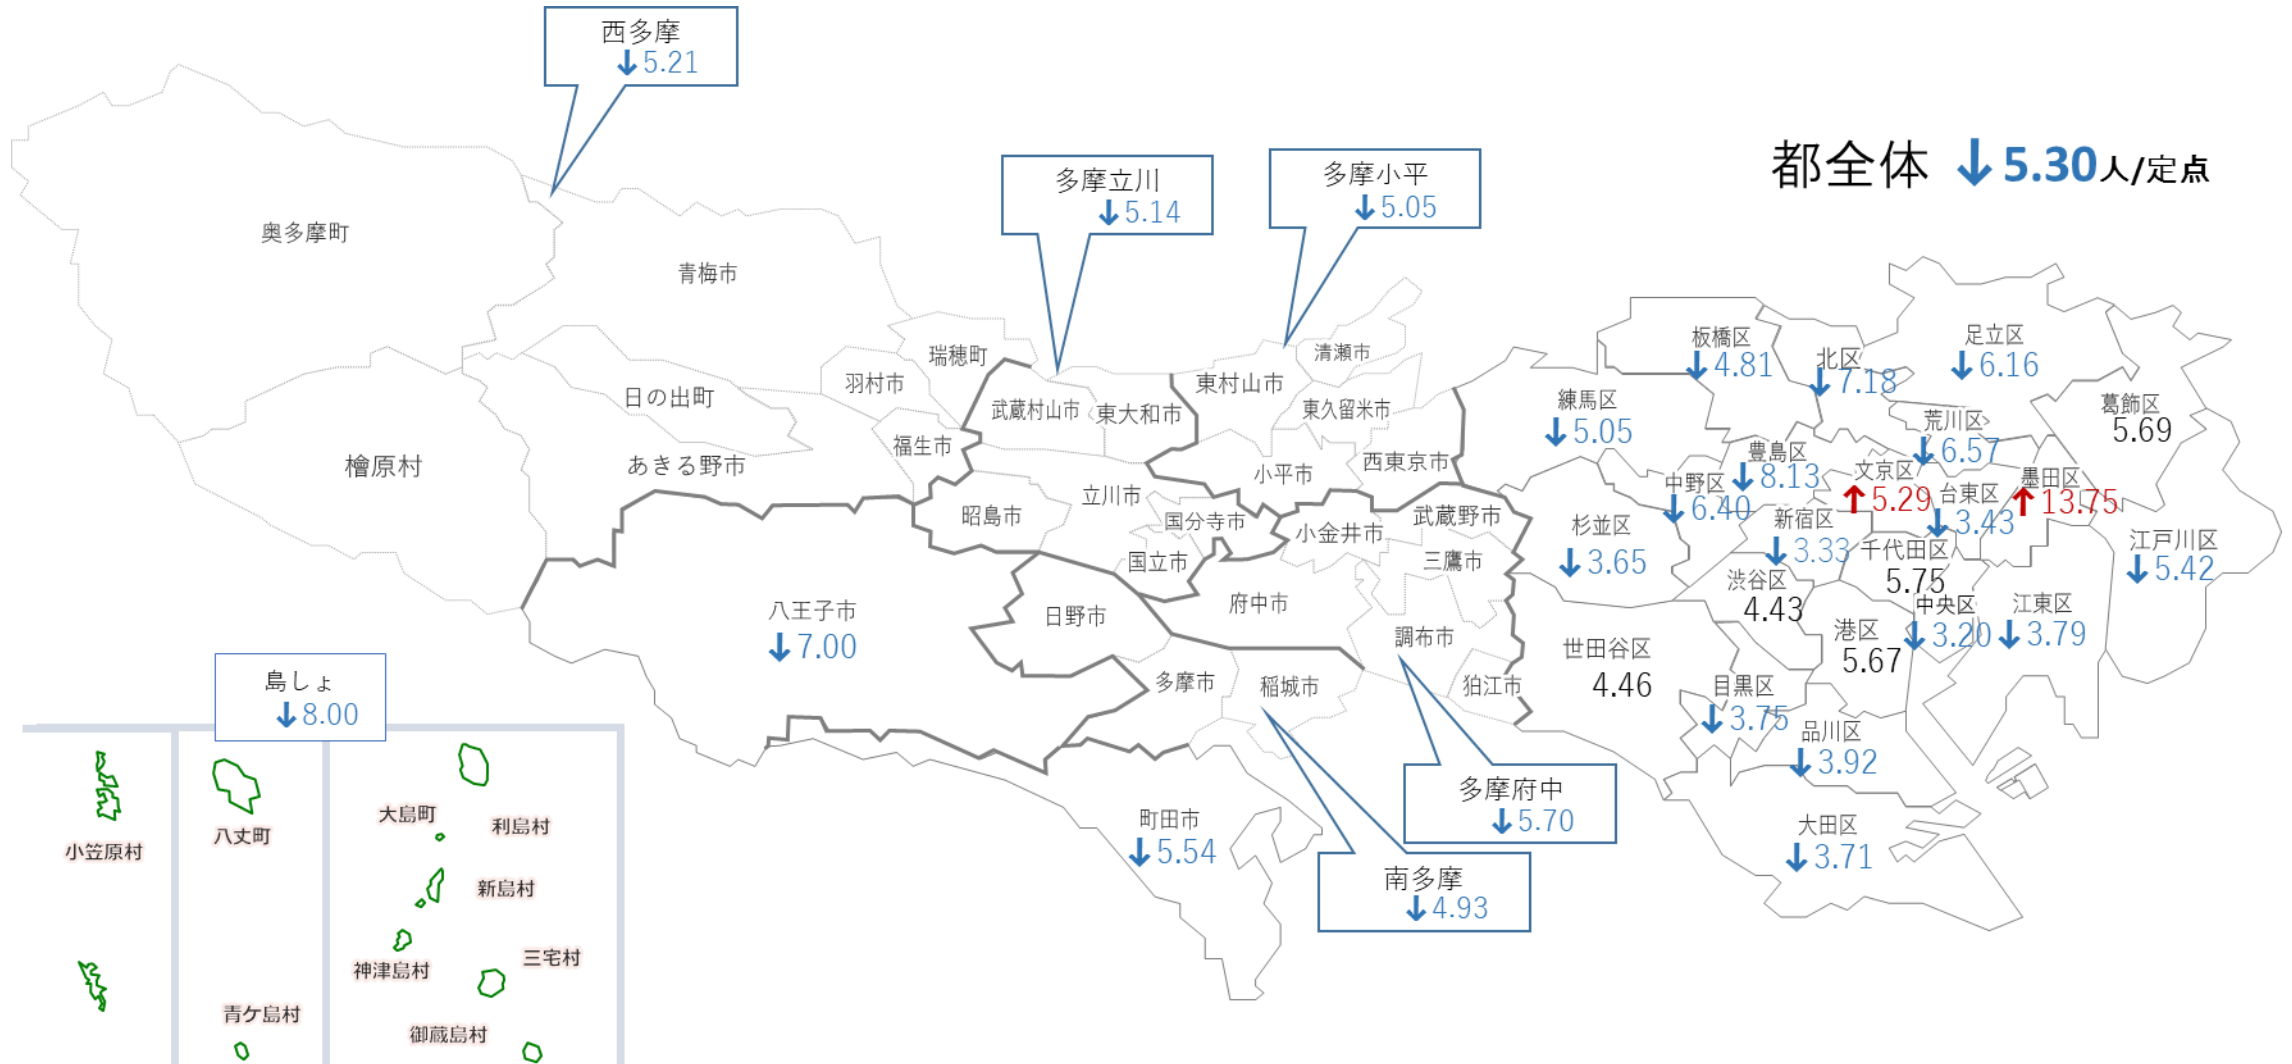 西多摩
↓5.21
多摩立川
↓5.14
多摩小平
↓5.05
都全体 ↓5.30人/定点
奥多摩町
青梅市
瑞穂町
羽村市
日の出町
福生市
檜原村
あきる野市
武蔵村山市
東大和市
東村山市
清瀬市
東久留米市
小平市
西東京市
立川市
昭島市
国分寺市
国立市
小金井市
武蔵野市
三鷹市
府中市
調布市
狛江市
八王子市
↓7.00
日野市
多摩市
稲城市
町田市
↓5.54
多摩府中
↓5.70
南多摩
↓4.93
板橋区
↓4.81
北区
↓7.18
足立区
↓6.16
練馬区
↓5.05
葛飾区
5.69
荒川区
↓6.57
豊島区
↓8.13
文京区
↑5.29
墨田区
↑13.75
中野区
↓6.40
台東区
↓3.43
杉並区
↓3.65
新宿区
↓3.33
千代田区
5.75
江戸川区
↓5.42
渋谷区
4.43
中央区
↓3.20
江東区
↓3.79
港区
5.67
世田谷区
4.46
目黒区
↓3.75
品川区
↓3.92
大田区
↓3.71
島しょ
↓8.00
小笠原村
八丈町
青ケ島村
大島町
利島村
新島村
神津島村
三宅村
御蔵島村